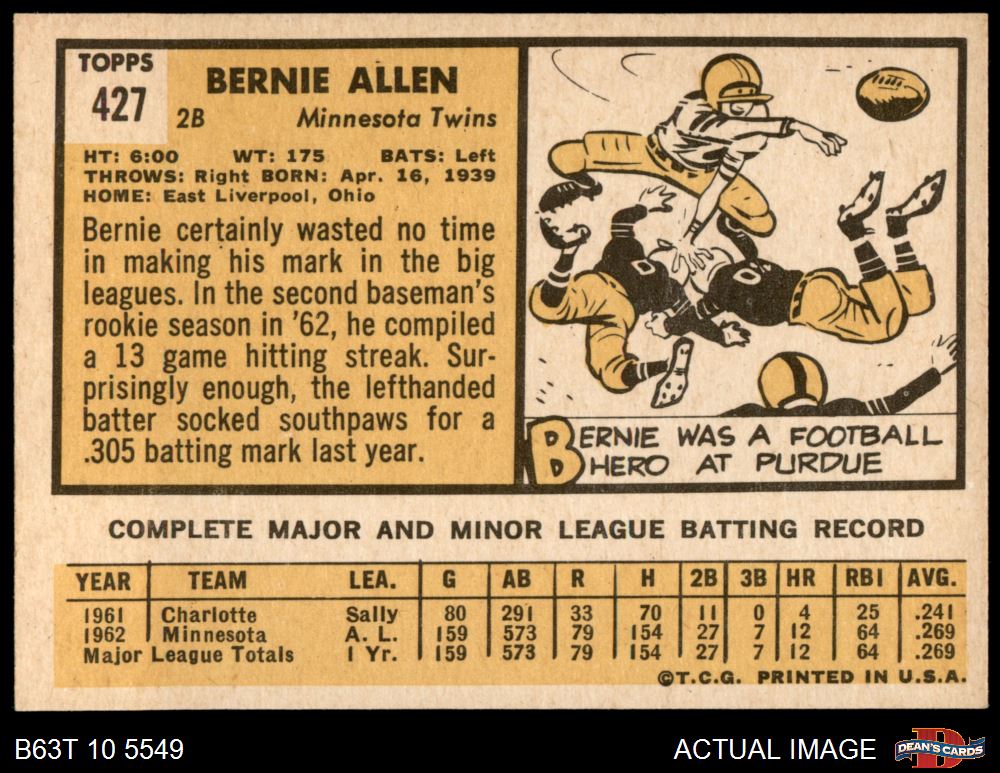 TOPPS
427
BERNIE ALLEN
2B Minnesota Twins
HT: 6:00 WT: 175 BATS: Left
THROWS: Right BORN: Apr. 16, 1939
HOME: East Liverpool, Ohio
Bernie certainly wasted no time
in making his mark in the big
leagues. In the second baseman's
rookie season in '62, he compiled
a 13 game hitting streak. Sur-
prisingly enough, the lefthanded
batter socked southpaws for a
.305 batting mark last year.
BERNIE WAS A FOOTBALL
HERO AT PURDUE
COMPLETE MAJOR AND MINOR LEAGUE BATTING RECORD
YEAR TEAM LEA. G AB R H 2B 3B HR RBI AVG.
1961 Charlotte Sally 80 291 33 70 11 0 4 25 .241
1962 Minnesota A. L. 159 573 79 154 27 7 12 64 .269
Major League Totals 1 Yr. 159 573 79 154 27 7 12 64 .269
©T.C.G. PRINTED IN U.S.A.
B63T 10 5549 ACTUAL IMAGE DEAN'S CARDS